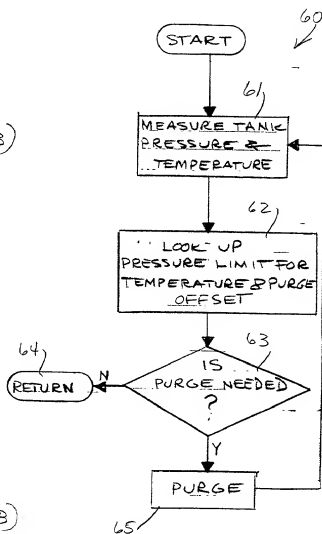 60
START
61
MEASURE TANK
PRESSURE &
TEMPERATURE
62
LOOK UP
PRESSURE LIMIT FOR
TEMPERATURE & PURGE
OFFSET
63
64
IS
PURGE NEEDED
?
N
RETURN
Y
PURGE
65